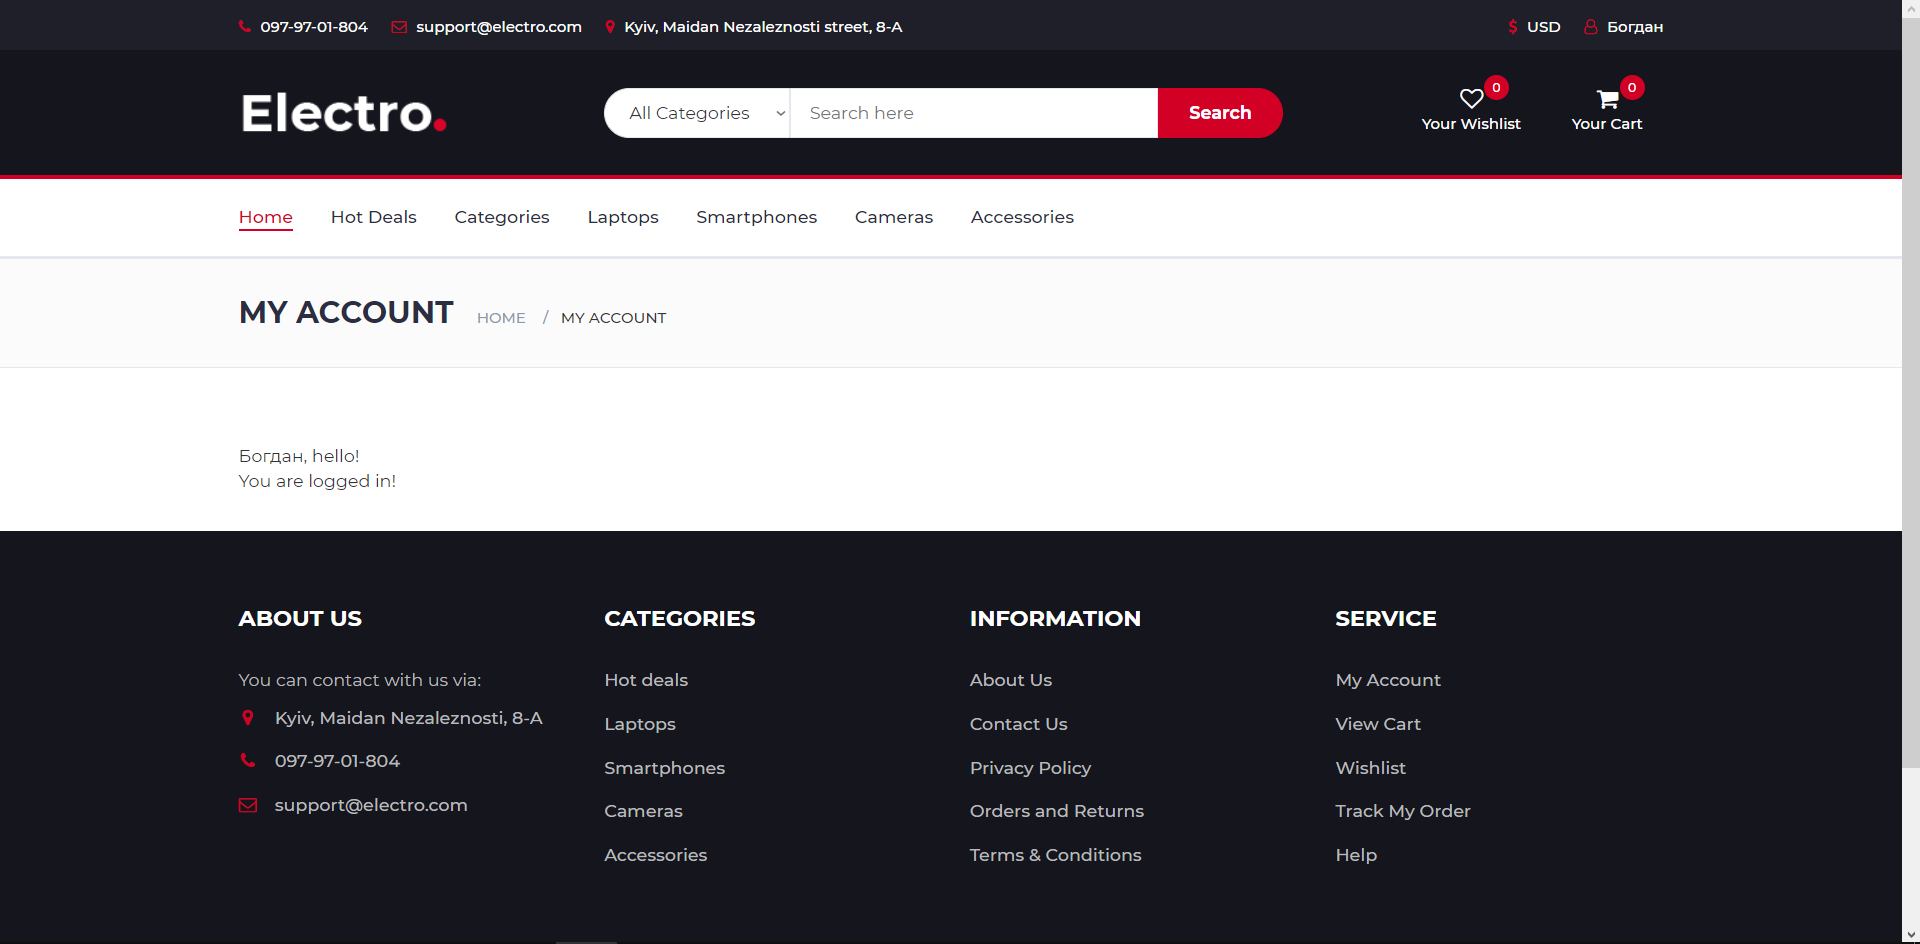 097-97-01-804 support@electro.com Kyiv, Maidan Nezaleznosti street, 8-A $ USD Богдан
Electro.
All Categories Search here Search
0 0
Your Wishlist Your Cart
Home Hot Deals Categories Laptops Smartphones Cameras Accessories
MY ACCOUNT HOME / MY ACCOUNT
Богдан, hello!
You are logged in!
ABOUT US
You can contact with us via:
Kyiv, Maidan Nezaleznosti, 8-A
097-97-01-804
support@electro.com
CATEGORIES
Hot deals
Laptops
Smartphones
Cameras
Accessories
INFORMATION
About Us
Contact Us
Privacy Policy
Orders and Returns
Terms & Conditions
SERVICE
My Account
View Cart
Wishlist
Track My Order
Help